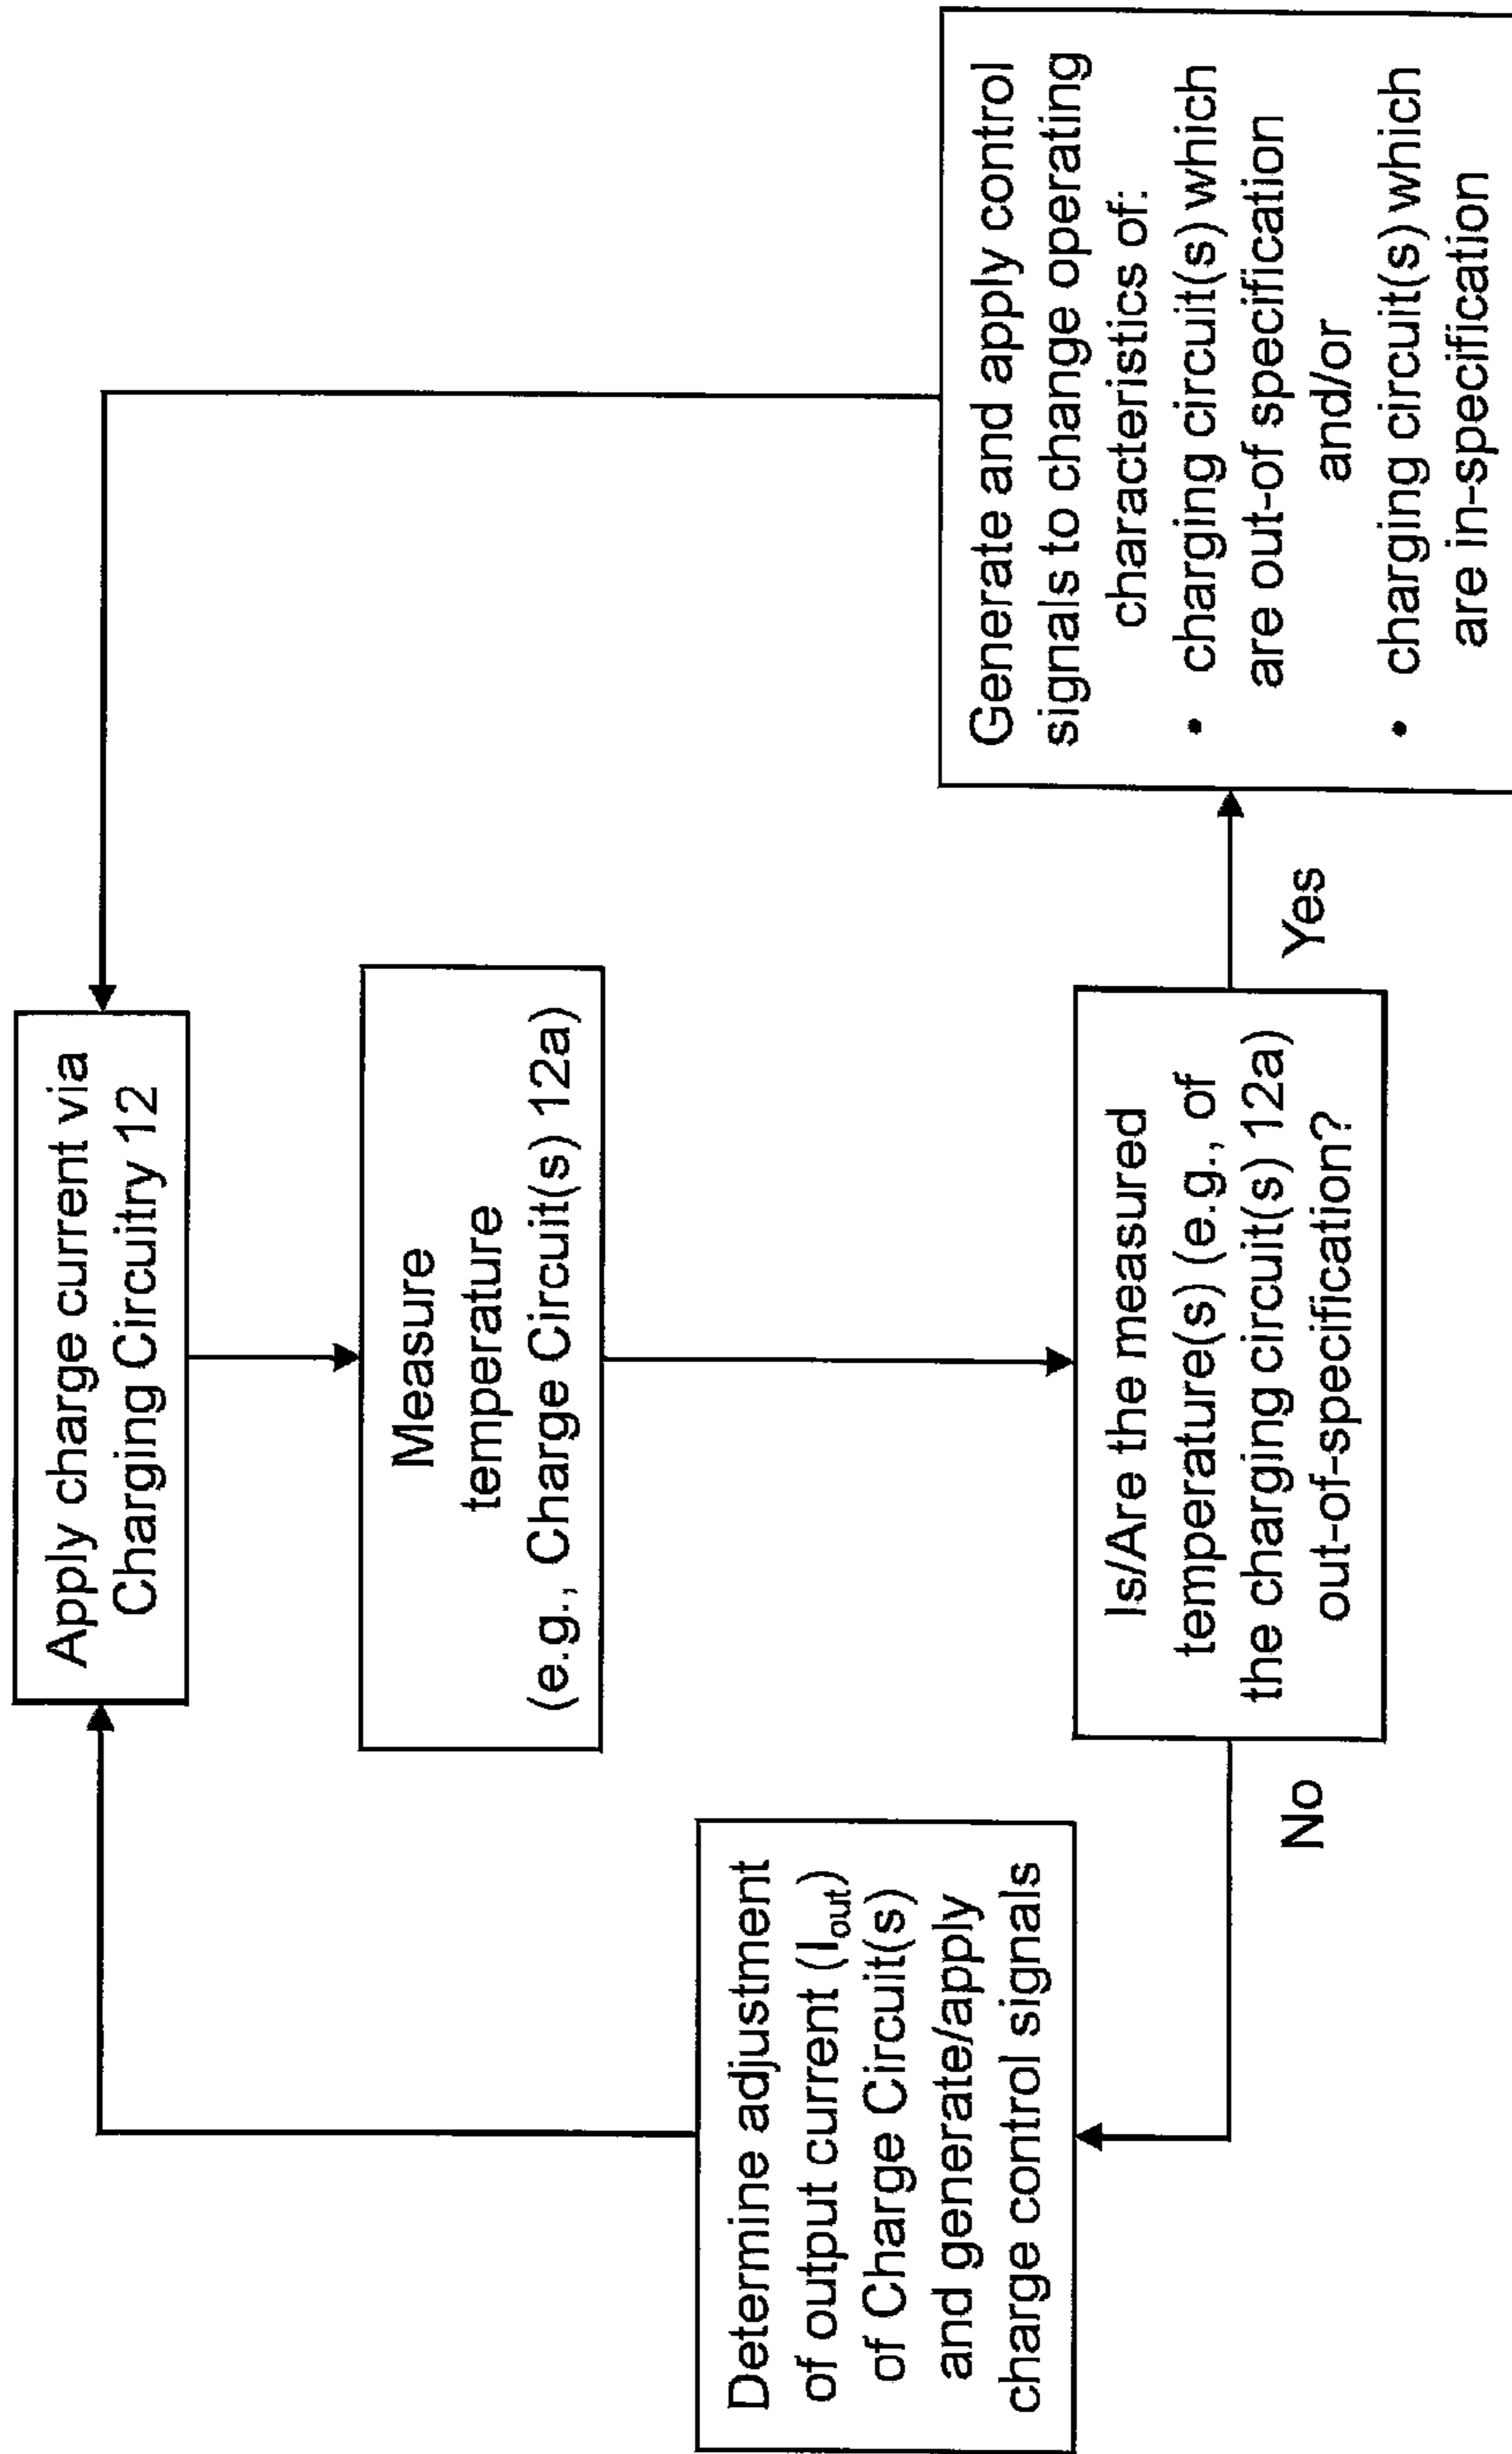 Apply charge current via
Charging Circuitry 12
Measure
temperature
(e.g., Charge Circuit(s) 12a)
Is/Are the measured
temperature(s) (e.g., of
the charging circuit(s) 12a)
out-of-specification?
No
Yes
Determine adjustment
of output current (Iout)
of Charge Circuit(s)
and generate/apply
charge control signals
Generate and apply control
signals to change operating
characteristics of:
• charging circuit(s) which
are out-of specification
and/or
• charging circuit(s) which
are in-specification